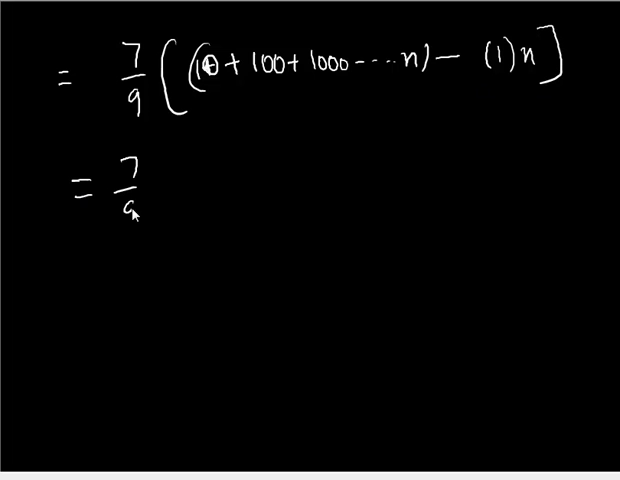 = 7/9 [(10 + 100 + 1000 - - - - - n) - (1)n]
= 7/9